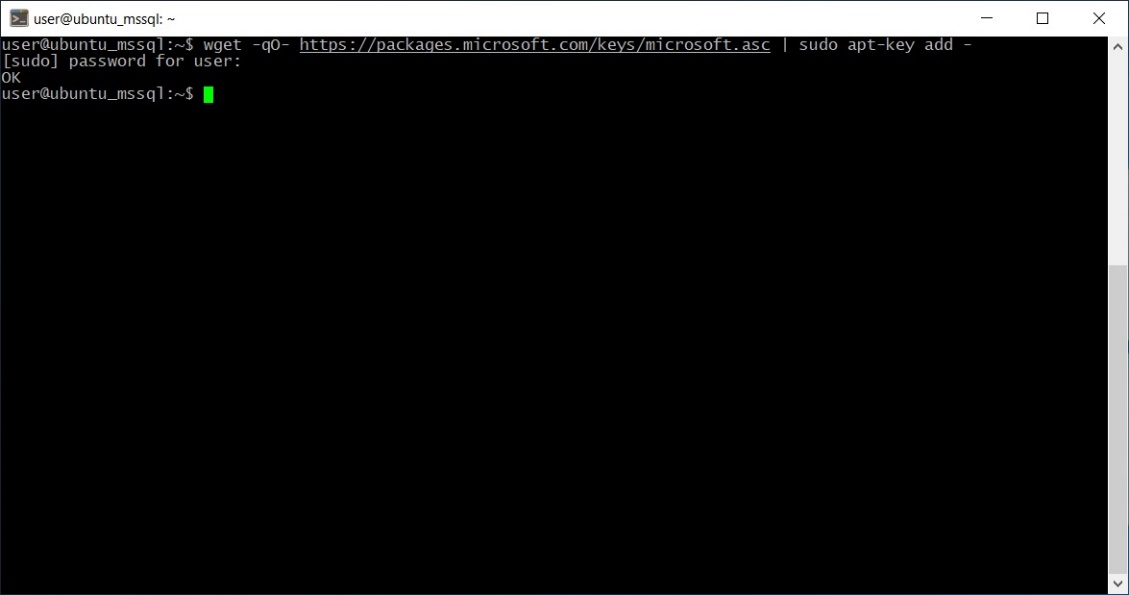 user@ubuntu_mssql: ~
user@ubuntu_mssql:~$ wget -qO- https://packages.microsoft.com/keys/microsoft.asc | sudo apt-key add -
[sudo] password for user:
OK
user@ubuntu_mssql:~$